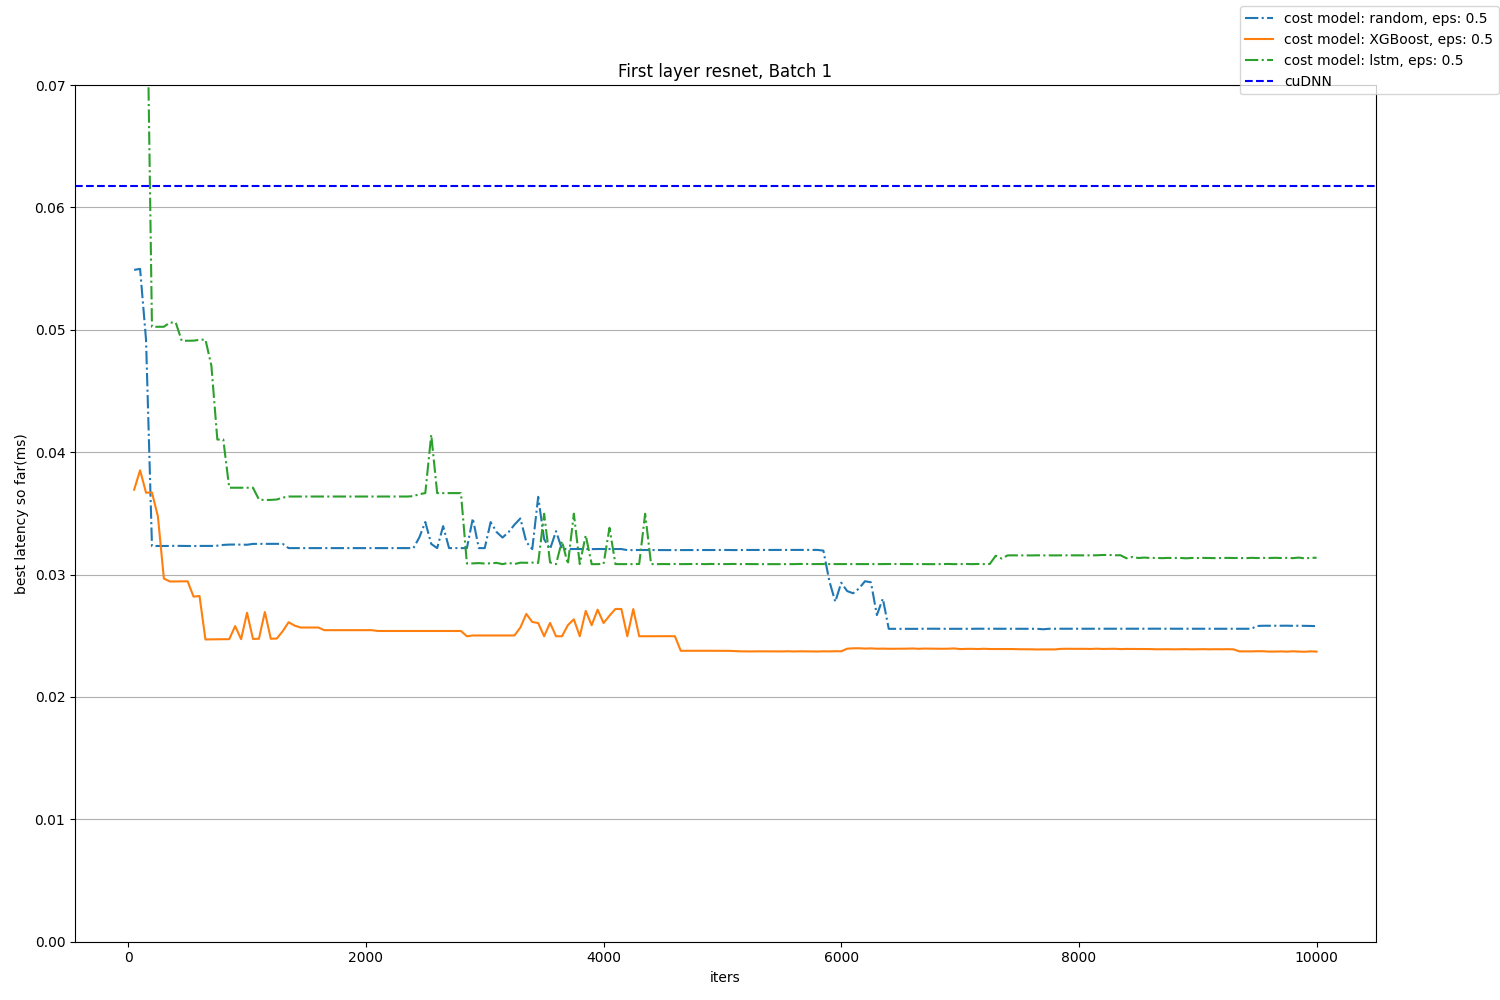 cost model: random, eps: 0.5
cost model: XGBoost, eps: 0.5
cost model: lstm, eps: 0.5
cuDNN
First layer resnet, Batch 1
0.07
0.06
0.05
0.04
0.03
0.02
0.01
0.00
best latency so far(ms)
0 2000 4000 6000 8000 10000
iters